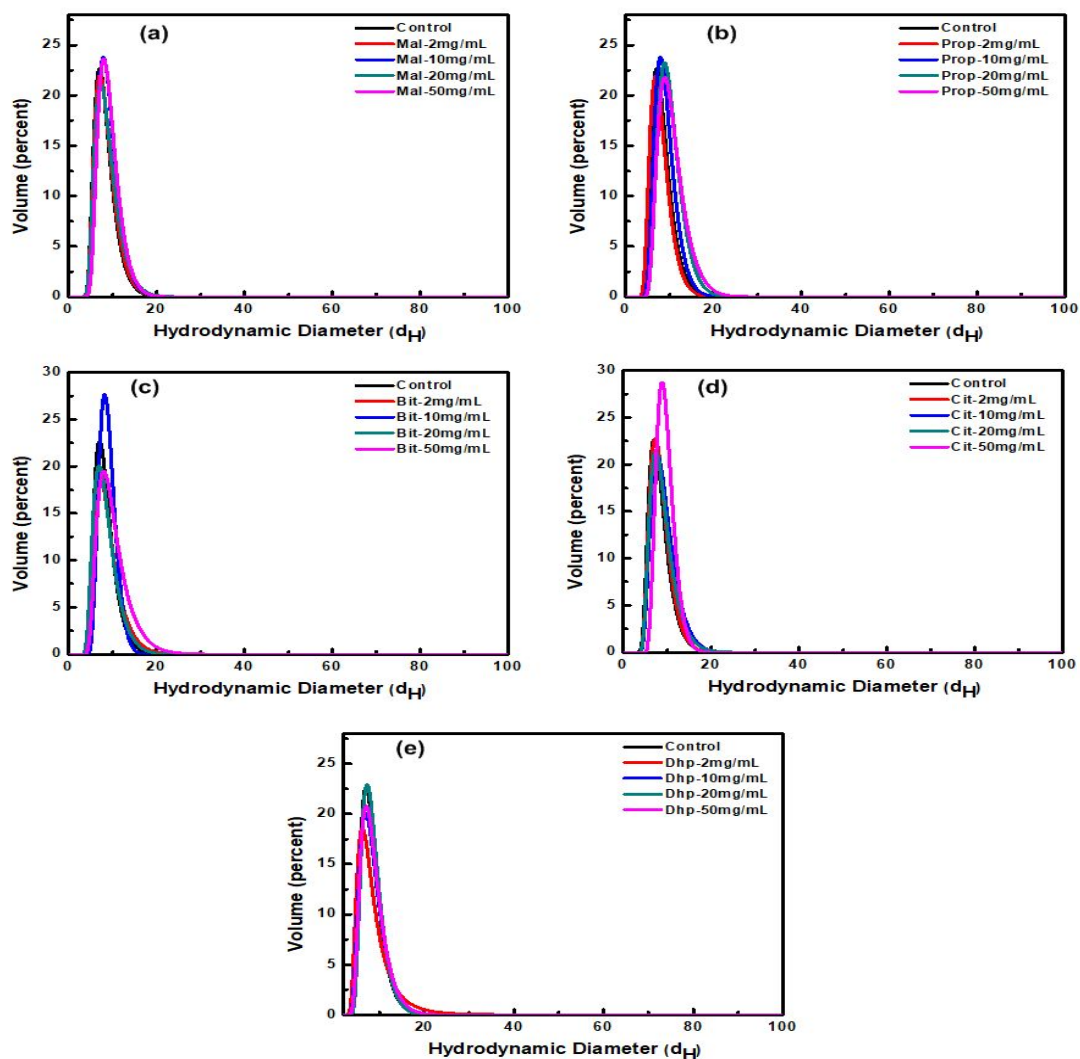 (a)
Control
Mal-2mg/mL
Mal-10mg/mL
Mal-20mg/mL
Mal-50mg/mL
Volume (percent)
25
20
15
10
5
0
0 20 40 60 80 100
Hydrodynamic Diameter (dH)
(b)
Control
Prop-2mg/mL
Prop-10mg/mL
Prop-20mg/mL
Prop-50mg/mL
Volume (percent)
25
20
15
10
5
0
0 20 40 60 80 100
Hydrodynamic Diameter (dH)
(c)
Control
Bit-2mg/mL
Bit-10mg/mL
Bit-20mg/mL
Bit-50mg/mL
Volume (percent)
30
25
20
15
10
5
0
0 20 40 60 80 100
Hydrodynamic Diameter (dH)
(d)
Control
Cit-2mg/mL
Cit-10mg/mL
Cit-20mg/mL
Cit-50mg/mL
Volume (percent)
30
25
20
15
10
5
0
0 20 40 60 80 100
Hydrodynamic Diameter (dH)
(e)
Control
Dhp-2mg/mL
Dhp-10mg/mL
Dhp-20mg/mL
Dhp-50mg/mL
Volume (percent)
25
20
15
10
5
0
20 40 60 80 100
Hydrodynamic Diameter (dH)